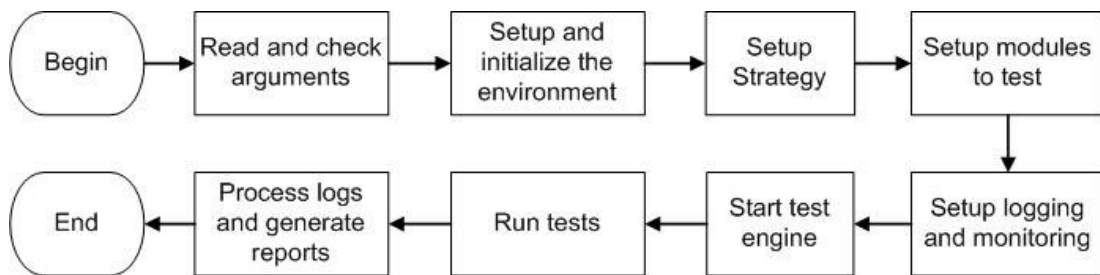 Begin
Read and check
arguments
Setup and
initialize the
environment
Setup
Strategy
Setup modules
to test
Setup logging
and monitoring
Start test
engine
Run tests
Process logs
and generate
reports
End